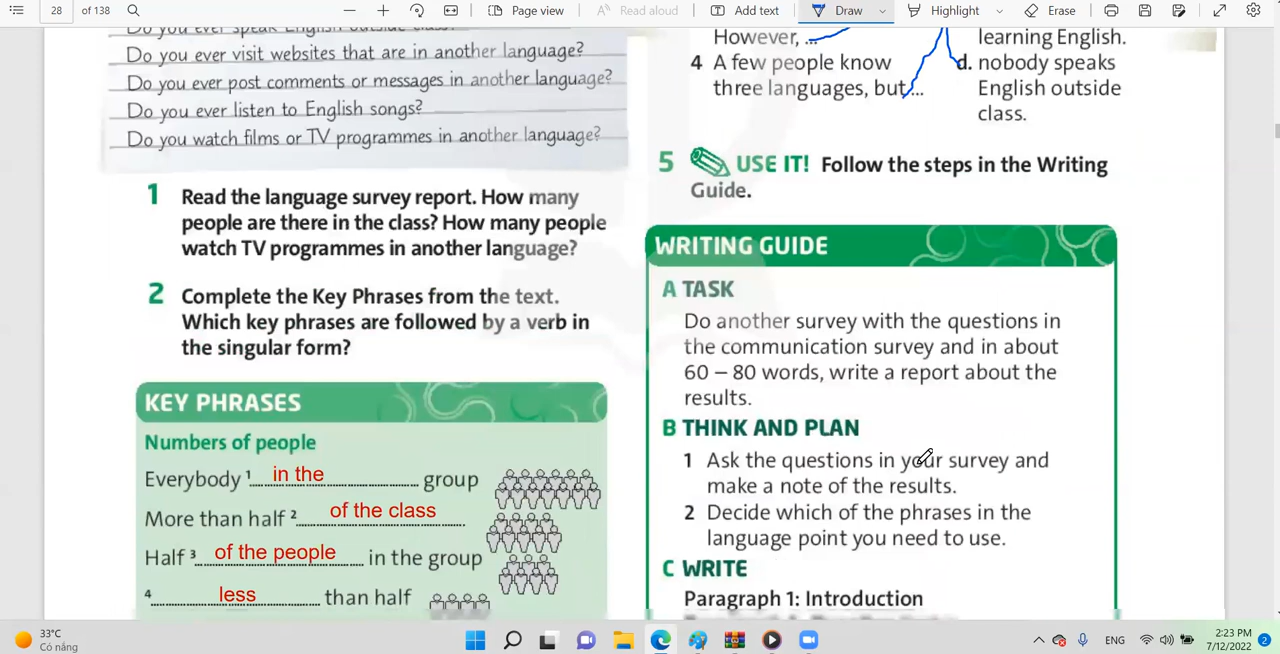 28 of 138
Page view
Read aloud
Add text
Draw
Highlight
Erase
Do you ever speak English outside class?
Do you ever visit websites that are in another language?
Do you ever post comments or messages in another language?
Do you ever listen to English songs?
Do you watch films or TV programmes in another language?
1 Read the language survey report. How many
people are there in the class? How many people
watch TV programmes in another language?
2 Complete the Key Phrases from the text.
Which key phrases are followed by a verb in
the singular form?
KEY PHRASES
Numbers of people
Everybody 1 in the group
More than half 2 of the class
Half 3 of the people in the group
4 less than half
However, ...
4 A few people know
three languages, but ...
learning English.
d. nobody speaks
English outside
class.
5 USE IT! Follow the steps in the Writing
Guide.
WRITING GUIDE
A TASK
Do another survey with the questions in
the communication survey and in about
60 – 80 words, write a report about the
results.
B THINK AND PLAN
1 Ask the questions in your survey and
make a note of the results.
2 Decide which of the phrases in the
language point you need to use.
C WRITE
Paragraph 1: Introduction
33°C
Có nắng
ENG
2:23 PM
7/12/2022
2